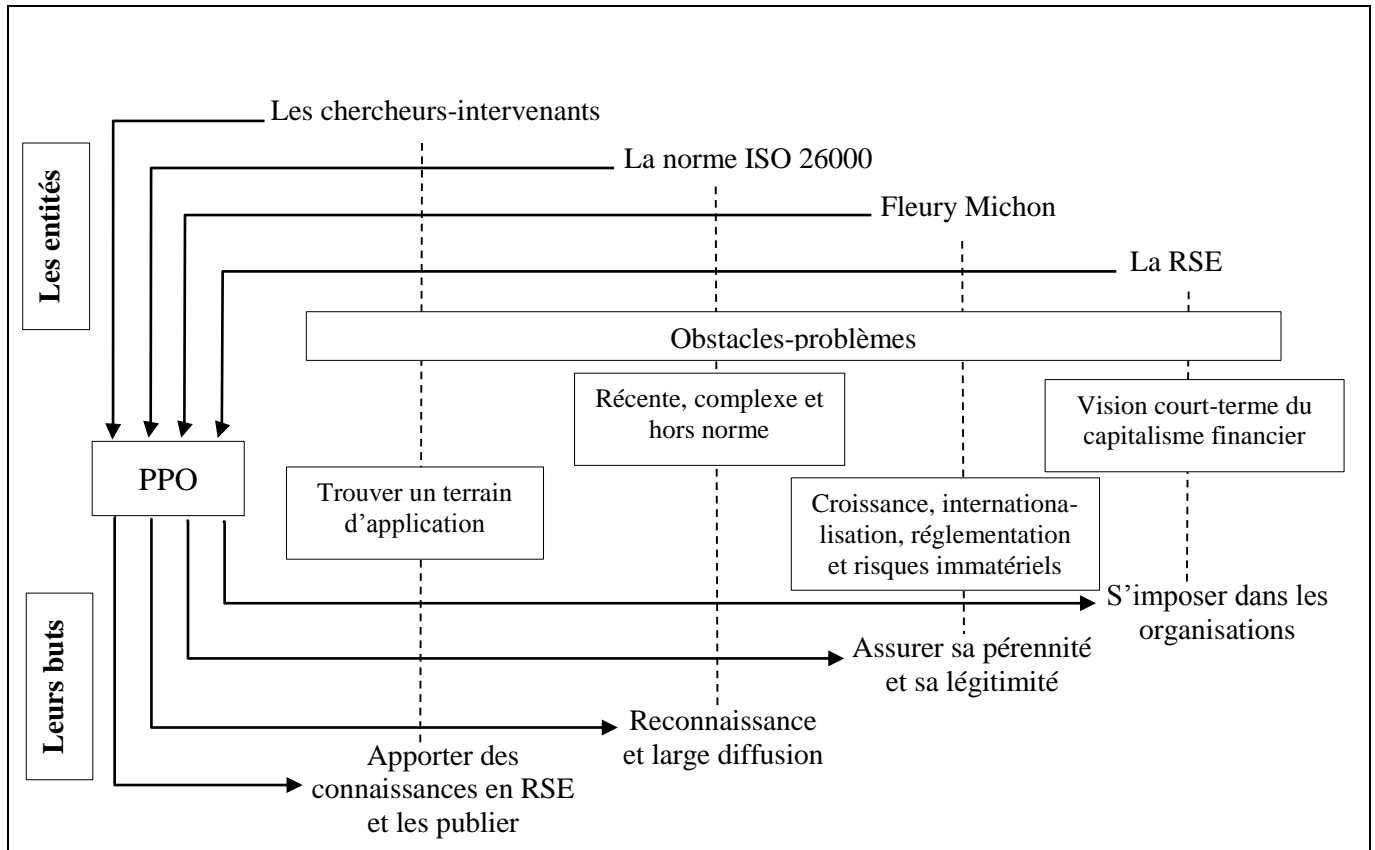 Les chercheurs-intervenants
La norme ISO 26000
Les entités
Fleury Michon
La RSE
Obstacles-problèmes
Récente, complexe et
hors norme
Vision court-terme du
capitalisme financier
PPO
Trouver un terrain
d’application
Croissance, internationa-
lisation, réglementation
et risques immatériels
Leurs buts
S’imposer dans les
organisations
Assurer sa pérennité
et sa légitimité
Reconnaissance
et large diffusion
Apporter des
connaissances en RSE
et les publier